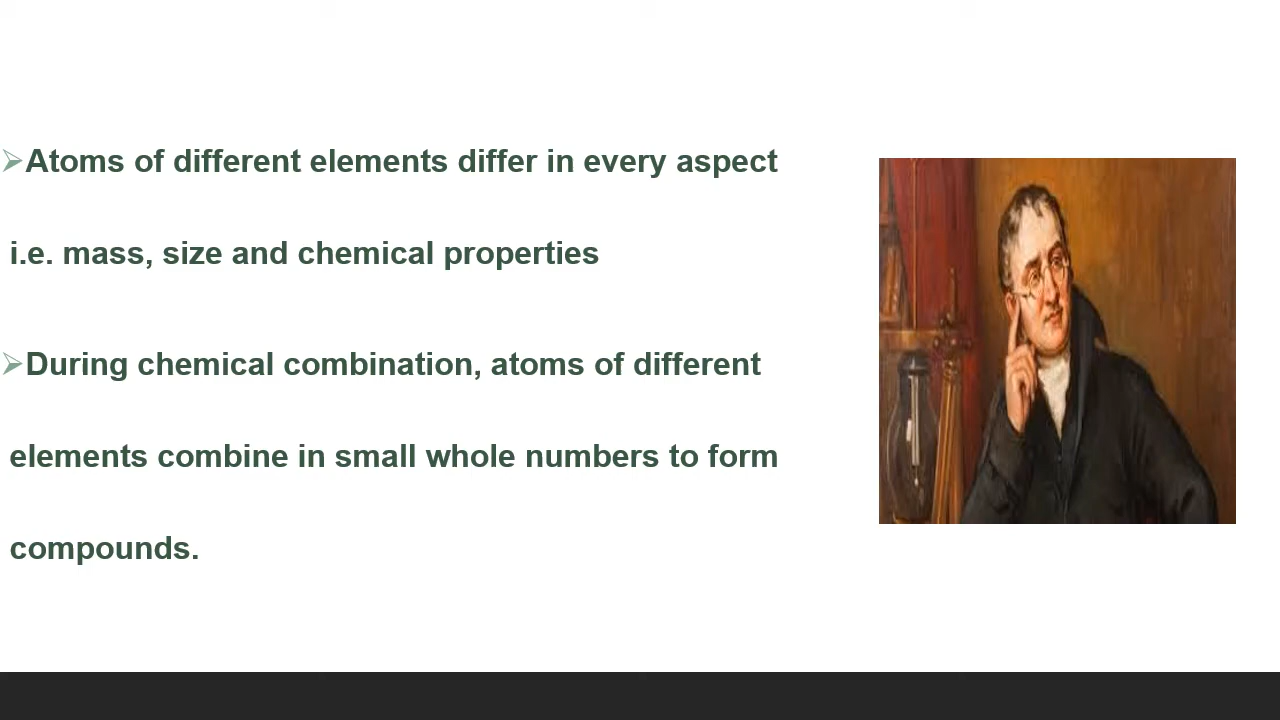 ➢Atoms of different elements differ in every aspect
i.e. mass, size and chemical properties
➢During chemical combination, atoms of different
elements combine in small whole numbers to form
compounds.